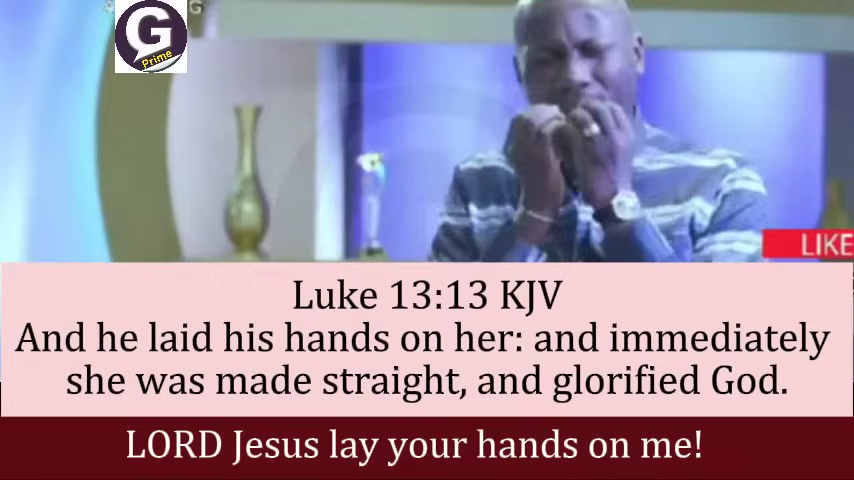 G
Prime
LIKE
Luke 13:13 KJV
And he laid his hands on her: and immediately
she was made straight, and glorified God.
LORD Jesus lay your hands on me!